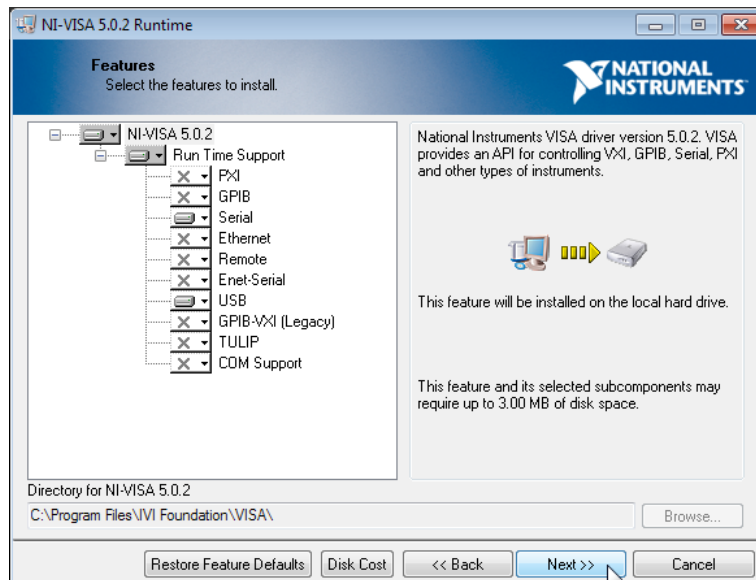 NI-VISA 5.0.2 Runtime
Features
Select the features to install.
NATIONAL
INSTRUMENTS™
NI-VISA 5.0.2
Run Time Support
PXI
GPIB
Serial
Ethernet
Remote
Enet-Serial
USB
GPIB-VXI (Legacy)
TULIP
COM Support
National Instruments VISA driver version 5.0.2. VISA
provides an API for controlling VXI, GPIB, Serial, PXI
and other types of instruments.
This feature will be installed on the local hard drive.
This feature and its selected subcomponents may
require up to 3.00 MB of disk space.
Directory for NI-VISA 5.0.2
C:\Program Files\IVI Foundation\VISA\
Browse...
Restore Feature Defaults
Disk Cost
<< Back
Next >>
Cancel